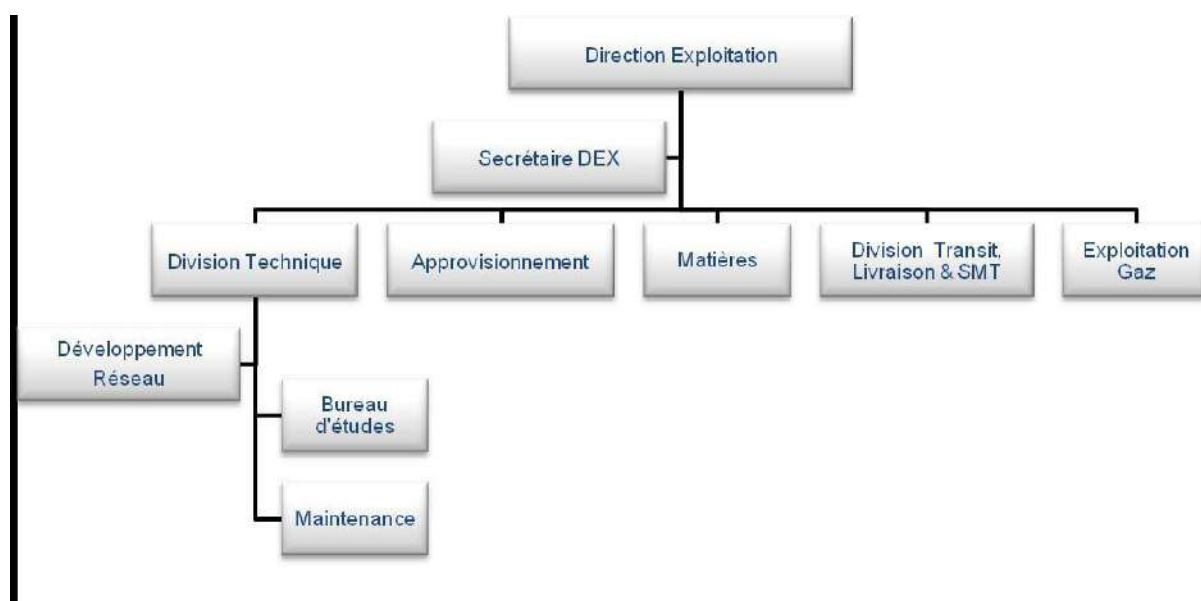 Direction Exploitation
Secrétaire DEX
Division Technique
Approvisionnement
Matières
Division Transit,
Livraison & SMT
Exploitation
Gaz
Développement
Réseau
Bureau
d'études
Maintenance